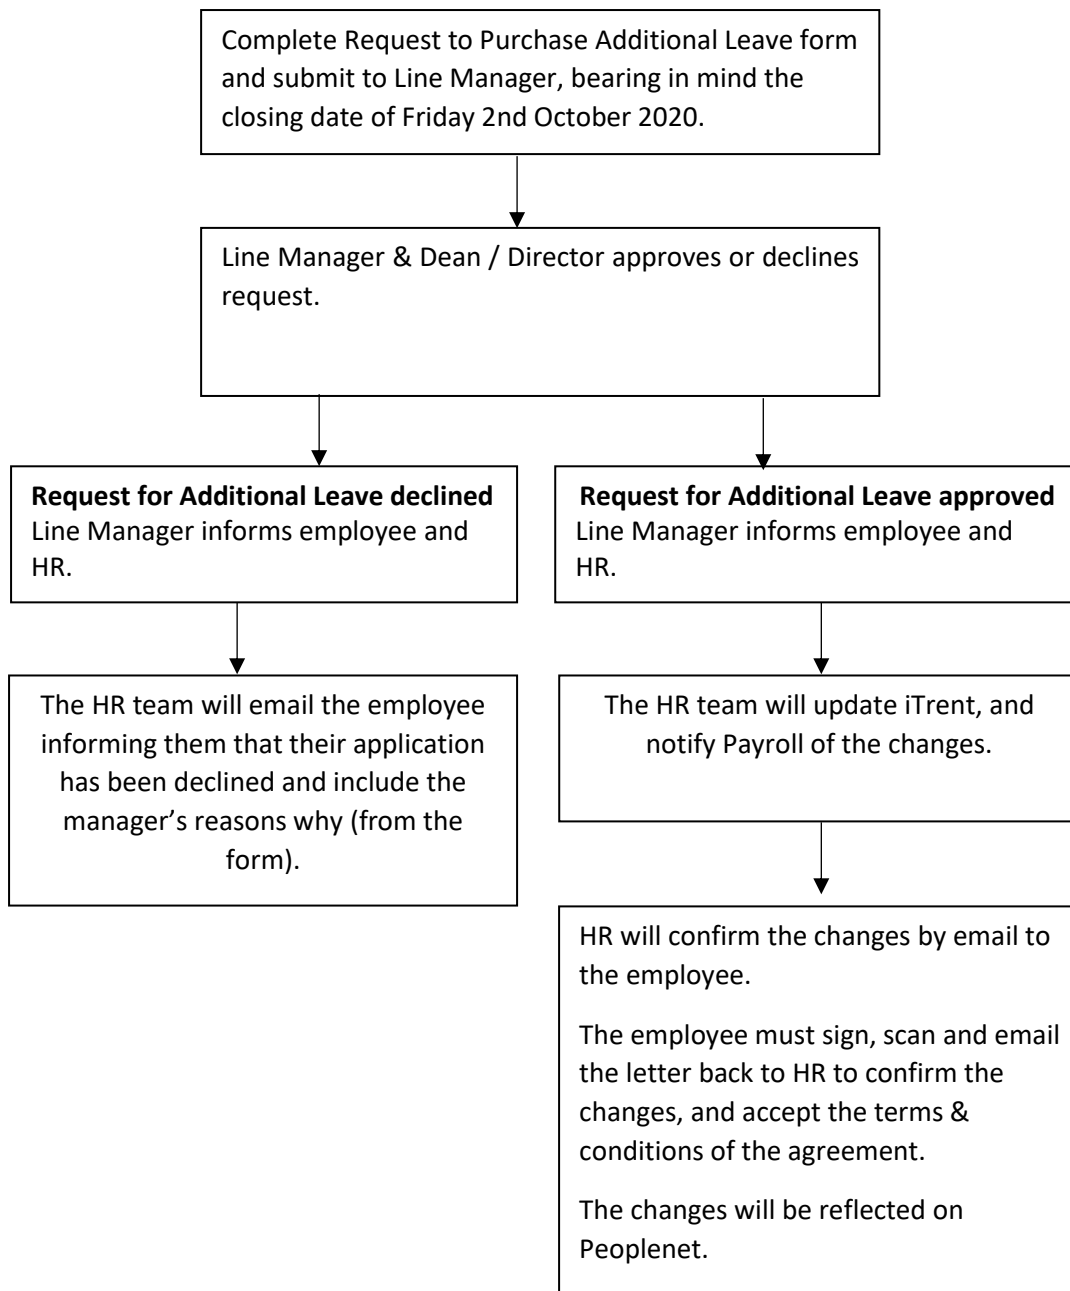 Complete Request to Purchase Additional Leave form
and submit to Line Manager, bearing in mind the
closing date of Friday 2nd October 2020.
Line Manager & Dean / Director approves or declines
request.
Request for Additional Leave declined
Line Manager informs employee and
HR.
Request for Additional Leave approved
Line Manager informs employee and
HR.
The HR team will email the employee
informing them that their application
has been declined and include the
manager’s reasons why (from the
form).
The HR team will update iTrent, and
notify Payroll of the changes.
HR will confirm the changes by email to
the employee.
The employee must sign, scan and email
the letter back to HR to confirm the
changes, and accept the terms &
conditions of the agreement.
The changes will be reflected on
Peoplenet.